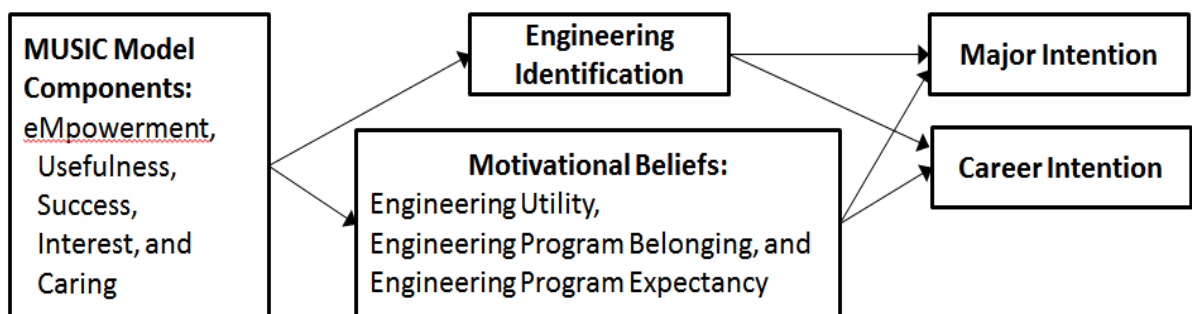 MUSIC Model
Components:
eMpowerment,
Usefulness,
Success,
Interest, and
Caring
Engineering
Identification
Motivational Beliefs:
Engineering Utility,
Engineering Program Belonging, and
Engineering Program Expectancy
Major Intention
Career Intention